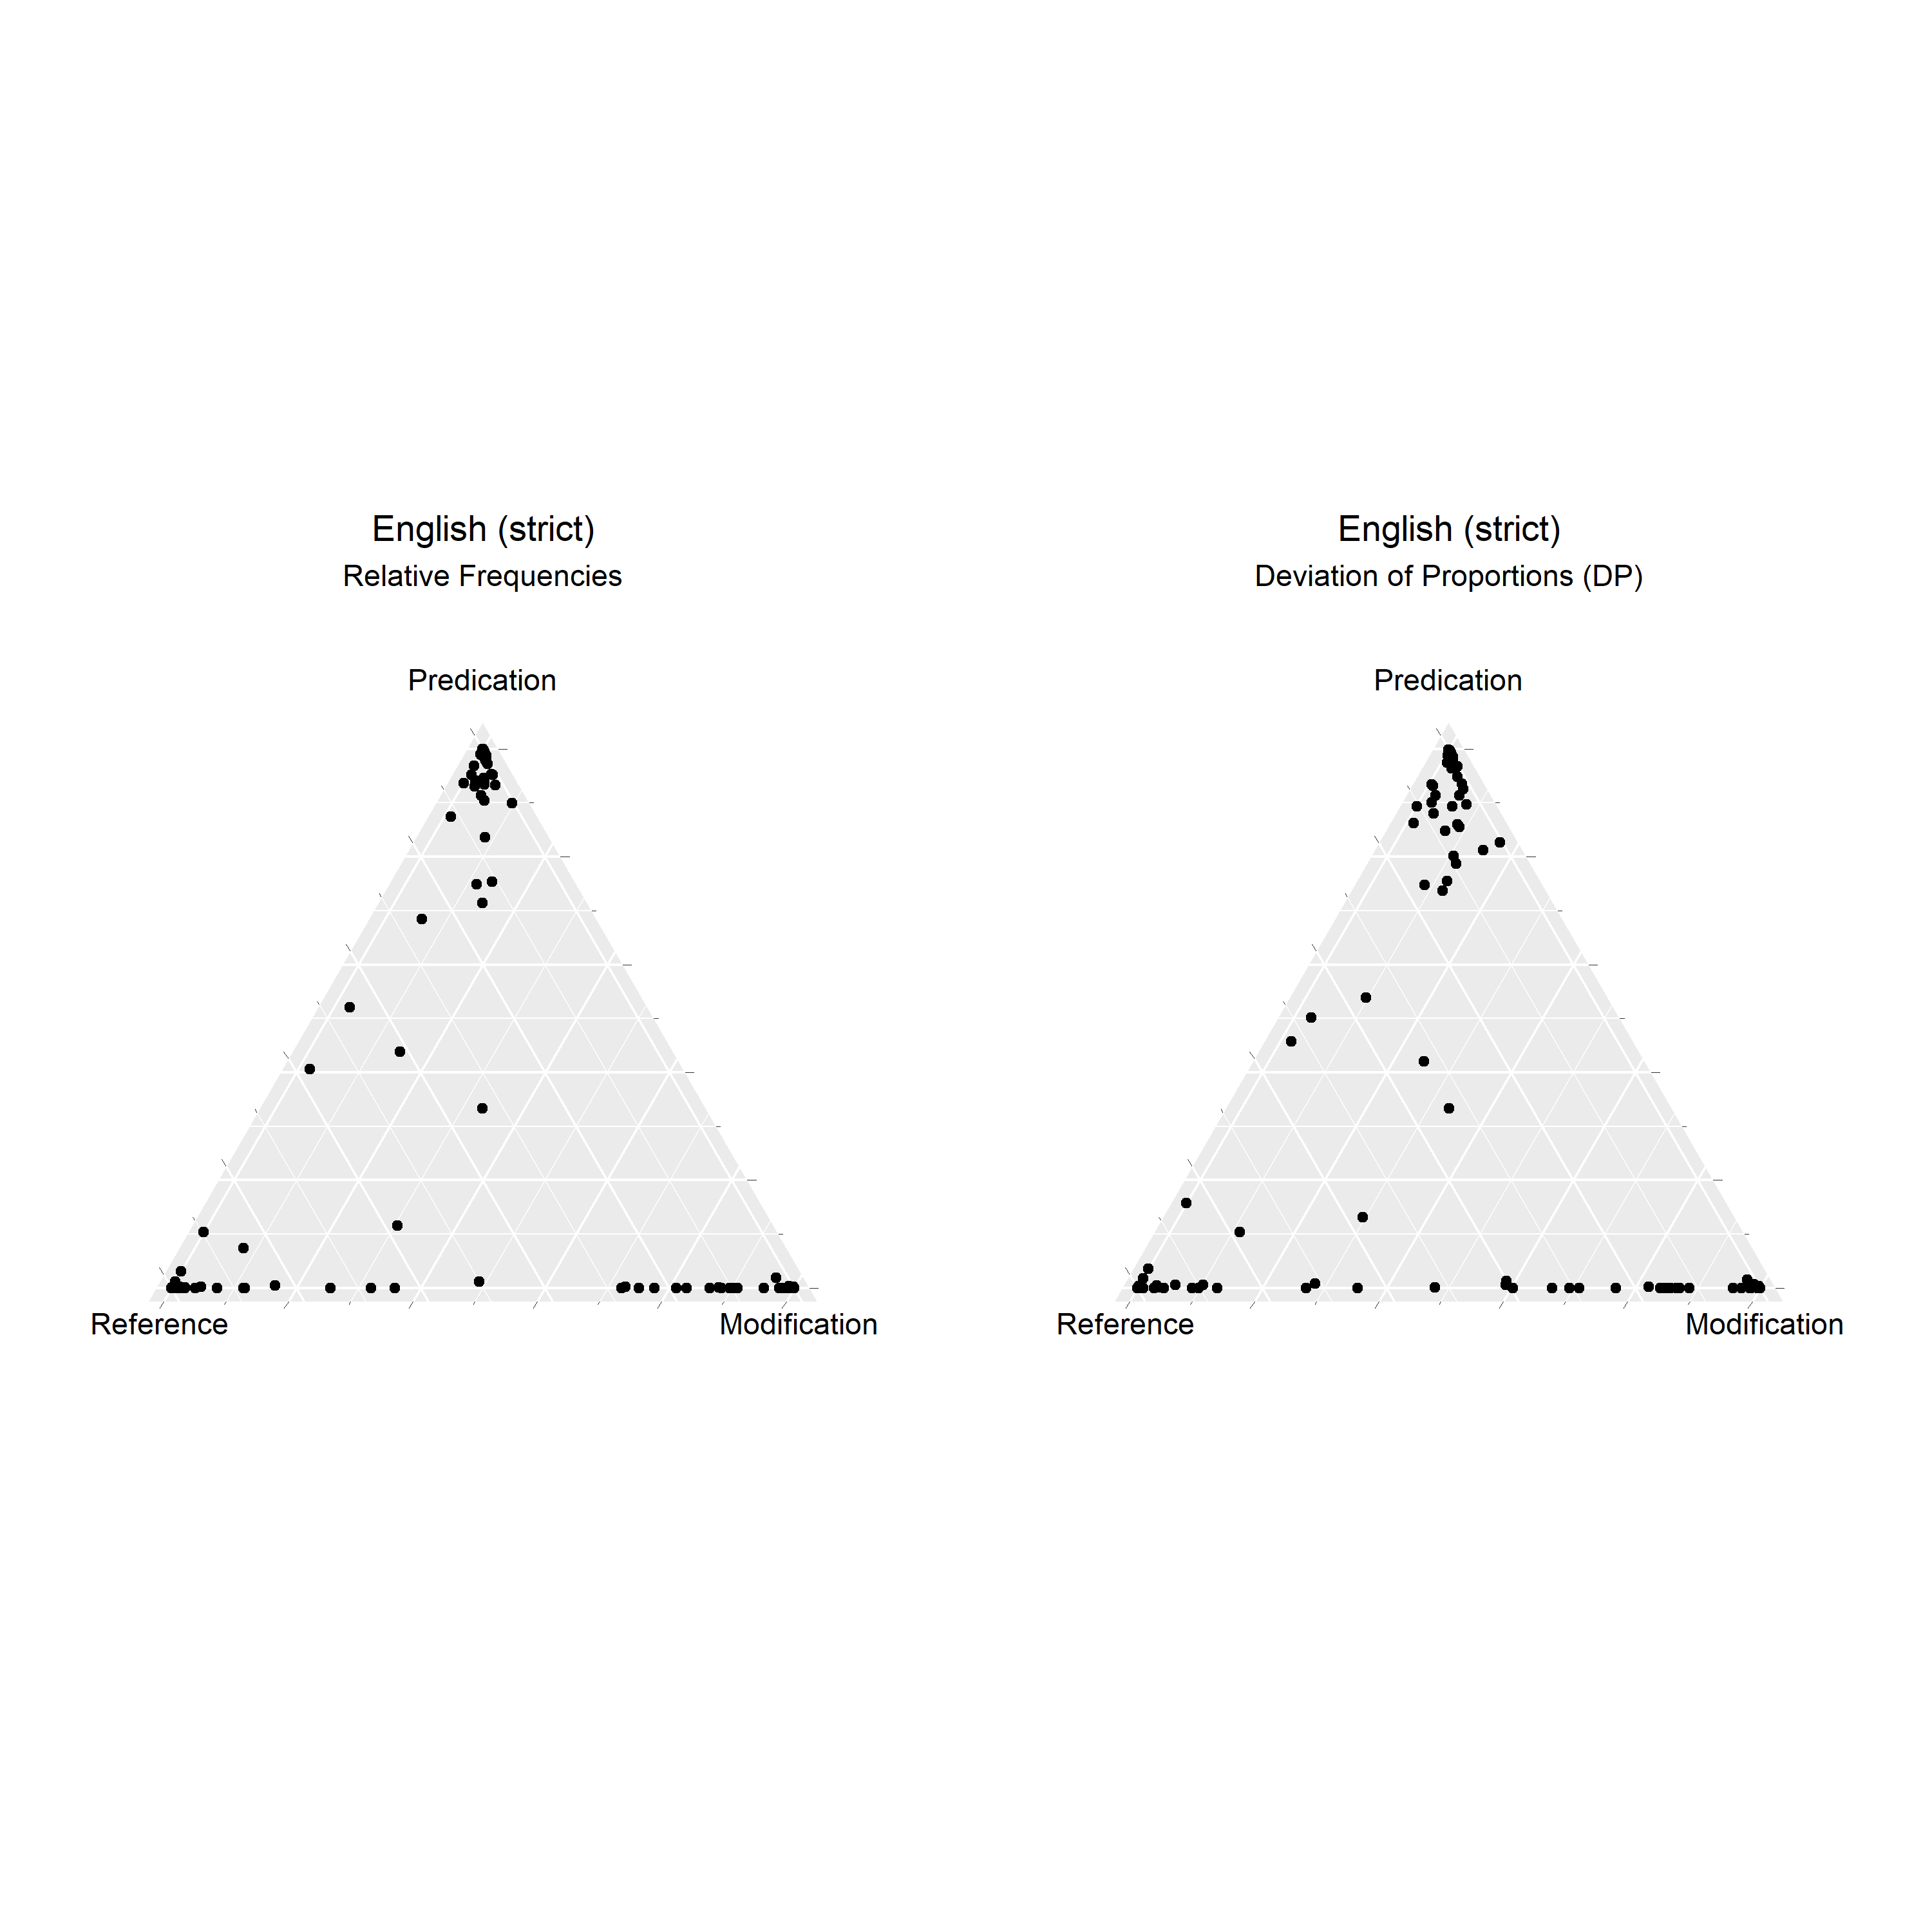 English (strict)
Relative Frequencies
Predication
Reference
Modification
English (strict)
Deviation of Proportions (DP)
Predication
Reference
Modification